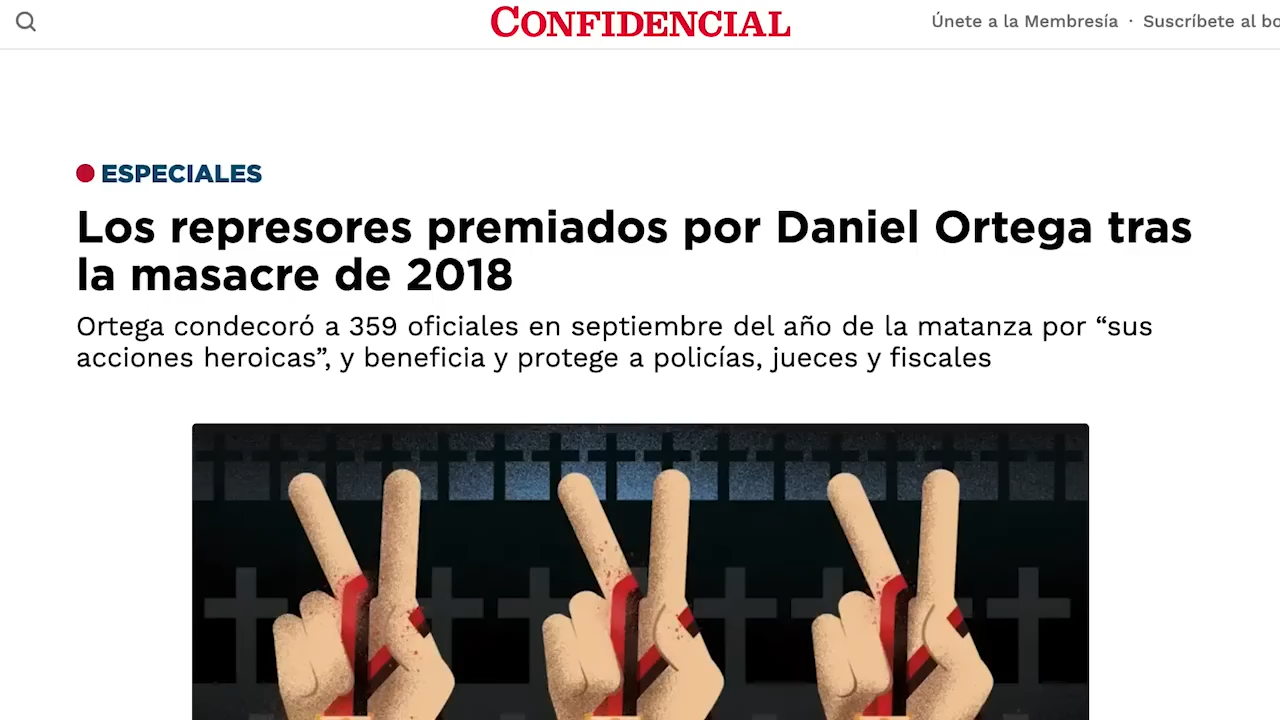 CONFIDENCIAL
Únete a la Membresía · Suscríbete al
ESPECIALES
Los represores premiados por Daniel Ortega tras
la masacre de 2018
Ortega condecoró a 359 oficiales en septiembre del año de la matanza por “sus
acciones heroicas”, y beneficia y protege a policías, jueces y fiscales